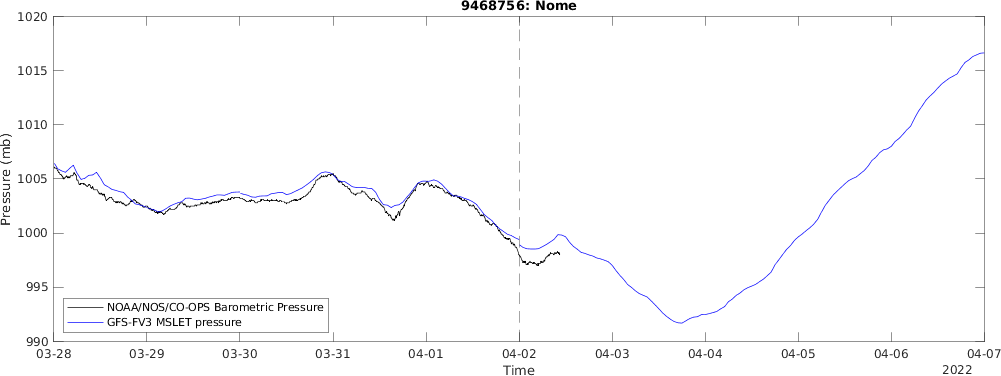 9468756: Nome
1020
1015
1010
1005
1000
995
990
Pressure (mb)
NOAA/NOS/CO-OPS Barometric Pressure
GFS-FV3 MSLET pressure
03-28 03-29 03-30 03-31 04-01 04-02 04-03 04-04 04-05 04-06 04-07
Time
2022